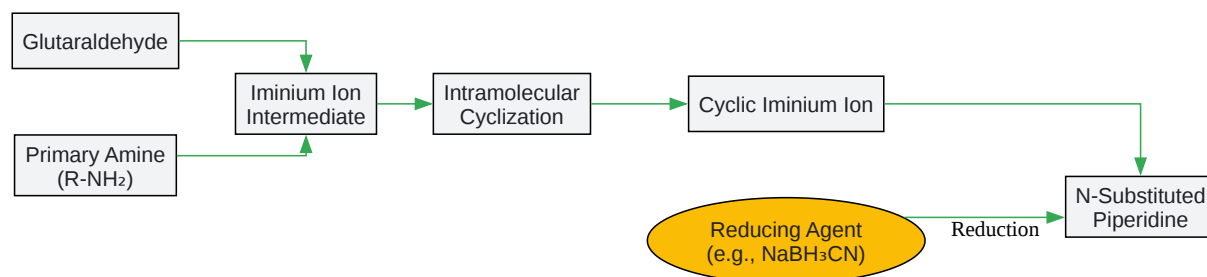 Glutaraldehyde
Primary Amine
(R-NH₂)
Iminium Ion
Intermediate
Intramolecular
Cyclization
Cyclic Iminium Ion
Reducing Agent
(e.g., NaBH₃CN)
Reduction
N-Substituted
Piperidine